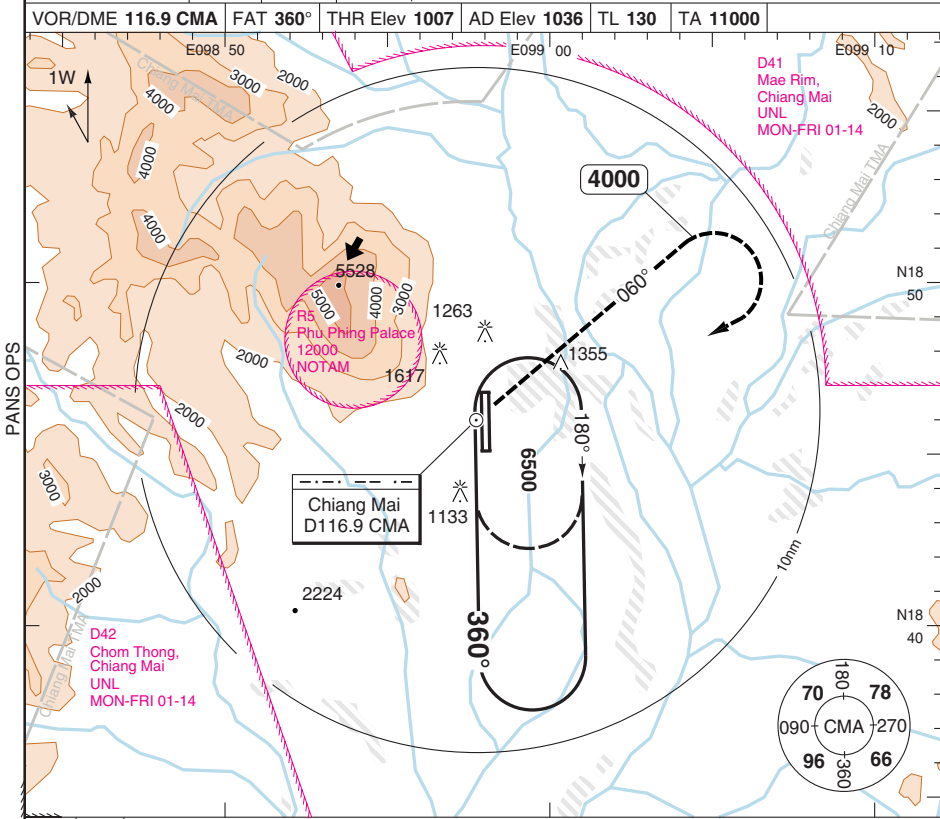 VOR/DME 116.9 CMA FAT 360° THR Elev 1007 AD Elev 1036 TL 130 TA 11000
E098 50
E099 00
E099 10
1W
Chiang Mai TMA
3000
2000
4000
4000
4000
D41
Mae Rim,
Chiang Mai
UNL
MON-FRI 01-14
2000
Chiang Mai TMA
4000
060°
N18
50
5528
5000
4000
3000
R5
Phu Phing Palace
12000
NOTAM
1263
1617
1355
2000
2000
PANS OPS
180°
6500
3000
Chiang Mai
D116.9 CMA
1133
10nm
2000
2224
360°
Chiang Mai TMA
D42
Chom Thong,
Chiang Mai
UNL
MON-FRI 01-14
N18
40
180
70 78
090 CMA 270
96 66
360